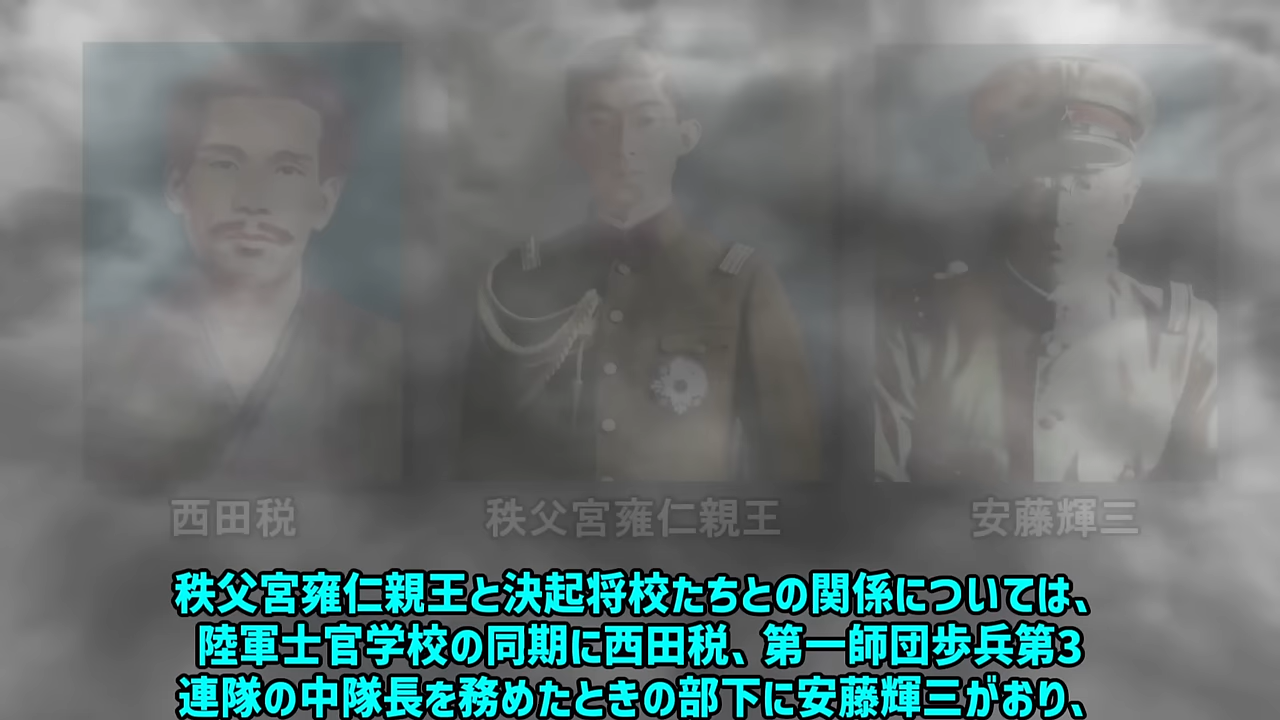 西田税
秩父宮雍仁親王
安藤輝三
秩父宮雍仁親王と決起将校たちとの関係については、
陸軍士官学校の同期に西田税、第一師団歩兵第3
連隊の中隊長を務めたときの部下に安藤輝三がおり、